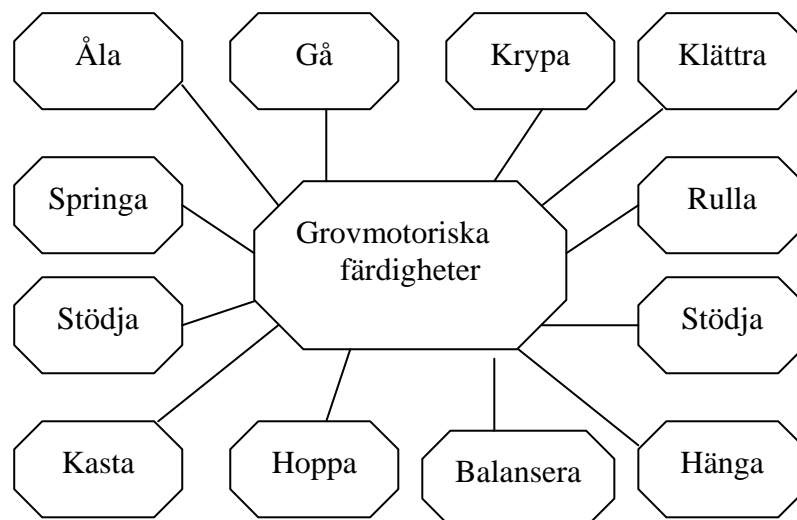 Åla
Gå
Krypa
Klättra
Springa
Rulla
Grovmotoriska
färdigheter
Stödja
Stödja
Kasta
Hoppa
Balansera
Hänga